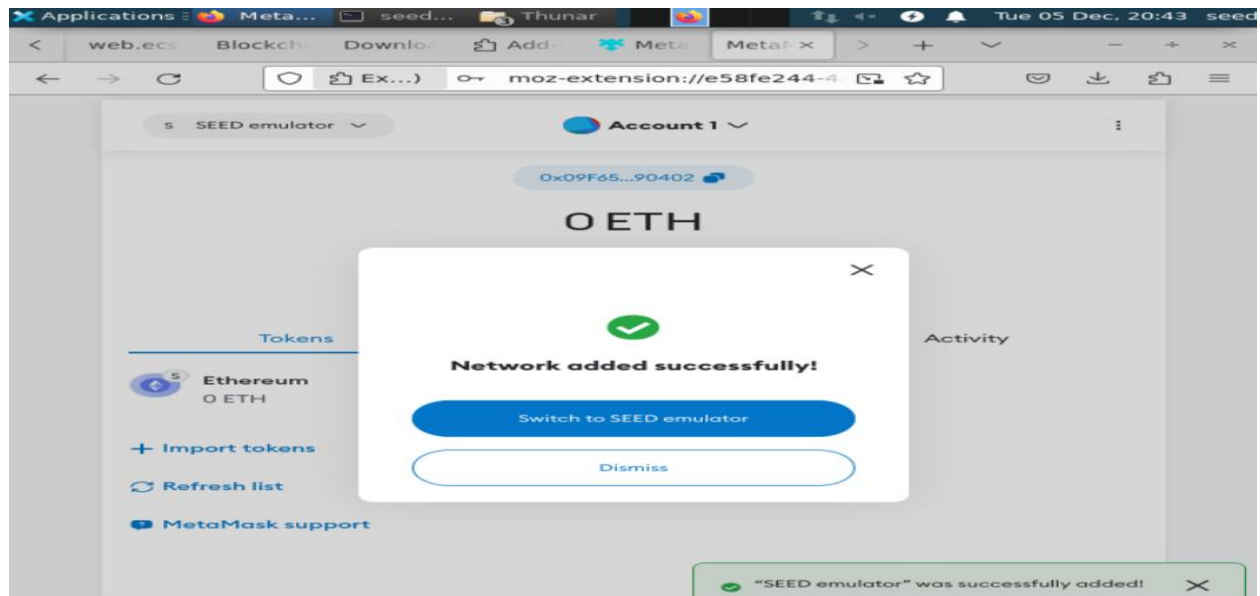 Applications Meta... seed... Thunar Tue 05 Dec, 20:43 seed
web.ecs Blockch Downlo Add- Meta MetaM
Ex...) moz-extension://e58fe244-4
S SEED emulator Account 1
0x09F65...90402
0 ETH
Tokens Activity
Network added successfully!
S Ethereum
0 ETH
Switch to SEED emulator
Import tokens
Dismiss
Refresh list
MetaMask support
"SEED emulator" was successfully added!